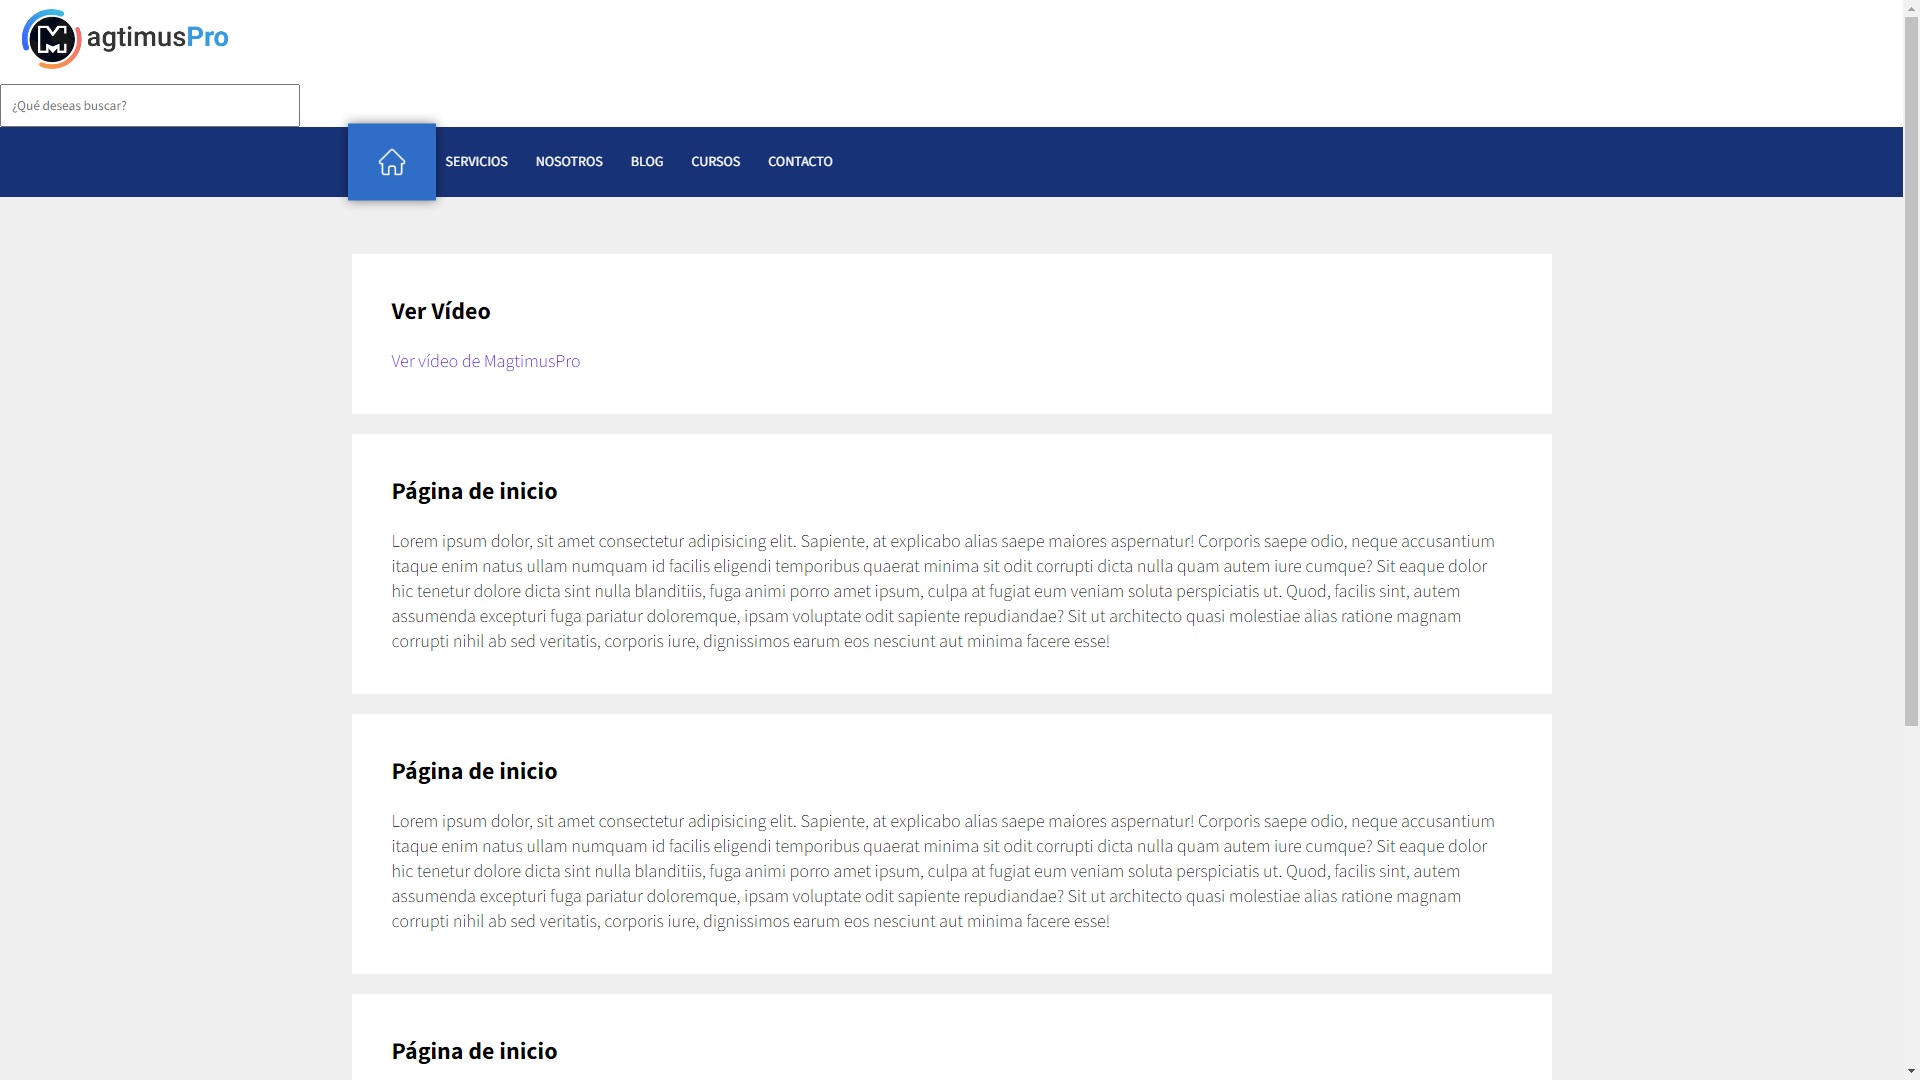 MagtimusPro
¿Qué deseas buscar?
SERVICIOS NOSOTROS BLOG CURSOS CONTACTO
Ver Vídeo
Ver vídeo de MagtimusPro
Página de inicio
Lorem ipsum dolor, sit amet consectetur adipisicing elit. Sapiente, at explicabo alias saepe maiores aspernatur! Corporis saepe odio, neque accusantium
itaque enim natus ullam numquam id facilis eligendi temporibus quaerat minima sit odit corrupti dicta nulla quam autem iure cumque? Sit eaque dolor
hic tenetur dolore dicta sint nulla blanditiis, fuga animi porro amet ipsum, culpa at fugiat eum veniam soluta perspiciatis ut. Quod, facilis sint, autem
assumenda excepturi fuga pariatur doloremque, ipsam voluptate odit sapiente repudiandae? Sit ut architecto quasi molestiae alias ratione magnam
corrupti nihil ab sed veritatis, corporis iure, dignissimos earum eos nesciunt aut minima facere esse!
Página de inicio
Lorem ipsum dolor, sit amet consectetur adipisicing elit. Sapiente, at explicabo alias saepe maiores aspernatur! Corporis saepe odio, neque accusantium
itaque enim natus ullam numquam id facilis eligendi temporibus quaerat minima sit odit corrupti dicta nulla quam autem iure cumque? Sit eaque dolor
hic tenetur dolore dicta sint nulla blanditiis, fuga animi porro amet ipsum, culpa at fugiat eum veniam soluta perspiciatis ut. Quod, facilis sint, autem
assumenda excepturi fuga pariatur doloremque, ipsam voluptate odit sapiente repudiandae? Sit ut architecto quasi molestiae alias ratione magnam
corrupti nihil ab sed veritatis, corporis iure, dignissimos earum eos nesciunt aut minima facere esse!
Página de inicio